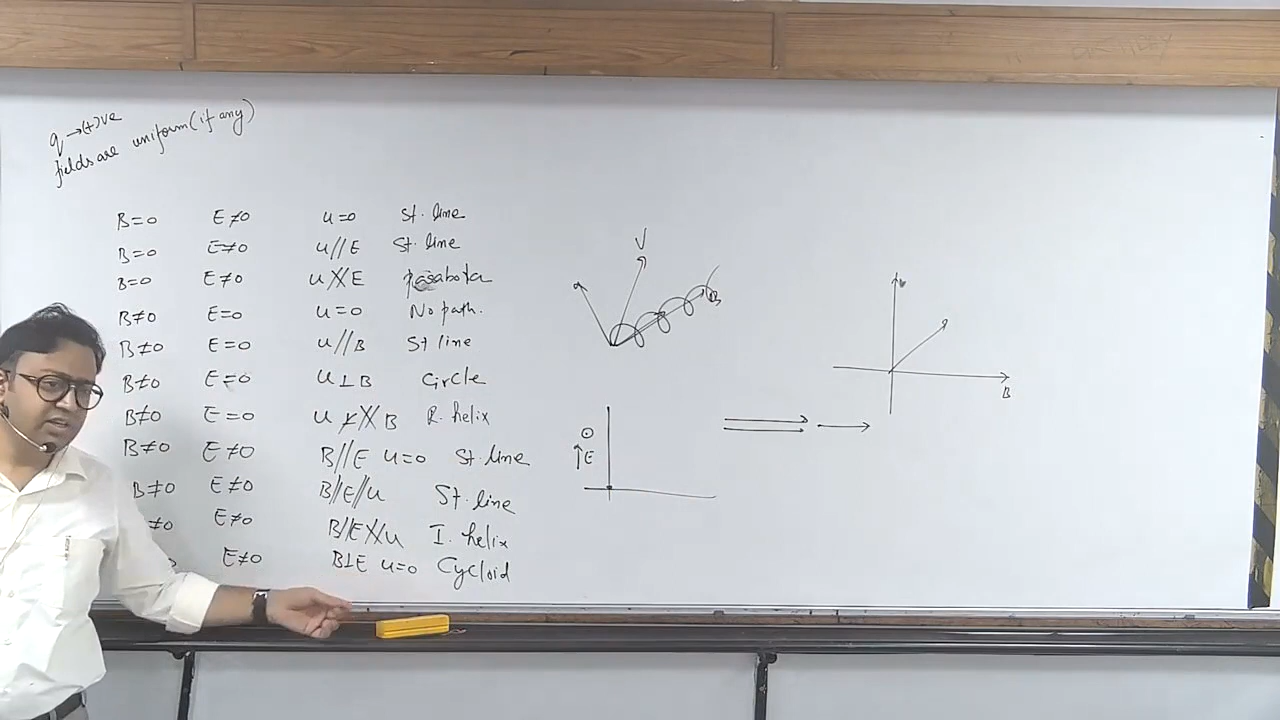 q → (+)ve
fields are uniform (if any)
B=0 E≠0 u=0 St. line
B=0 E≠0 u//E St. line
B=0 E≠0 u∦E parabola
B≠0 E=0 u=0 No path.
B≠0 E=0 u//B St line
B≠0 E=0 u⊥B Circle
B≠0 E=0 u ⊥̸ ∦ B R. helix
B≠0 E≠0 B//E u=0 St. line
B≠0 E≠0 B//E//u St. line
≠0 E≠0 B//E∦u I. helix
E≠0 B⊥E u=0 Cycloid
V
B
E
B